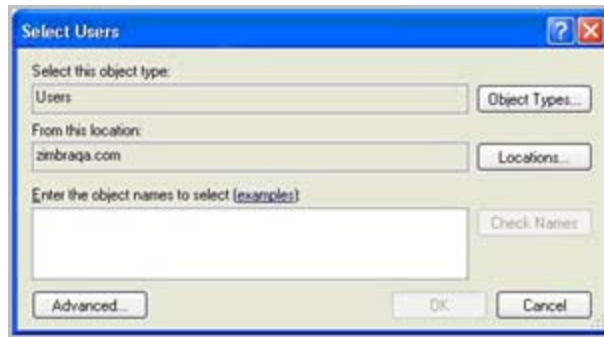 Select Users
Select this object type:
Users
Object Types...
From this location:
zimbraqa.com
Locations...
Enter the object names to select (examples):
Check Names
Advanced...
OK
Cancel